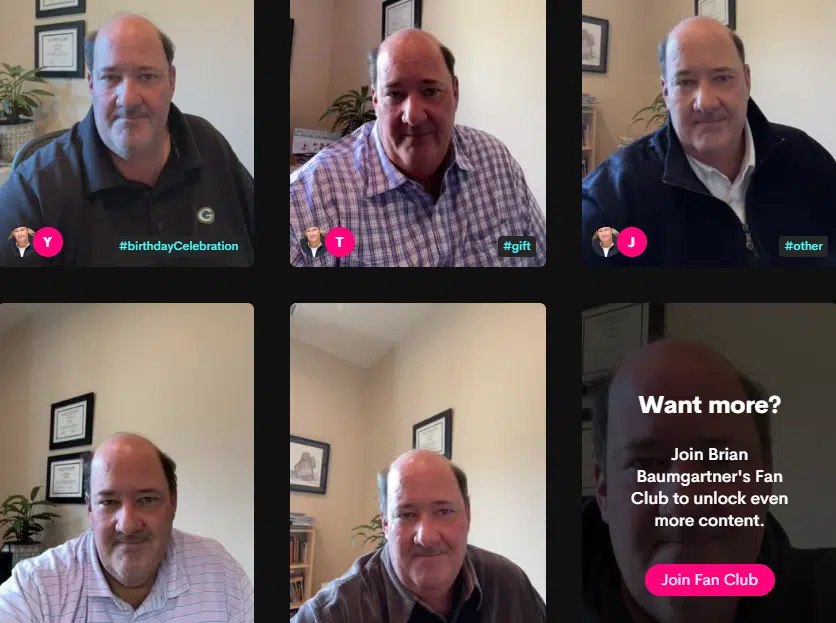 Y
#birthdayCelebration
T
#gift
J
#other
G
Want more?
Join Brian
Baumgartner's Fan
Club to unlock even
more content.
Join Fan Club